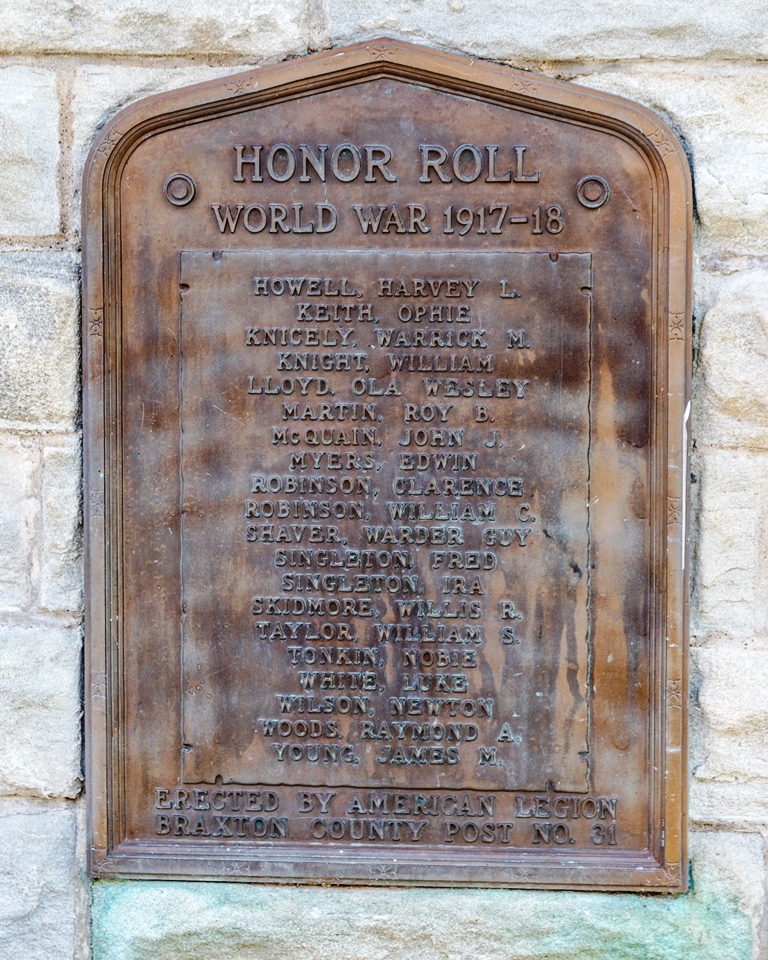 HONOR ROLL
WORLD WAR 1917-18
HOWELL, HARVEY L.
KEITH, OPHIE
KNICELY, WARRICK M.
KNIGHT, WILLIAM
LLOYD, OLA WESLEY
MARTIN, ROY B.
McQUAIN, JOHN J.
MYERS, EDWIN
ROBINSON, CLARENCE
ROBINSON, WILLIAM C.
SHAVER, WARDER GUY
SINGLETON, FRED
SINGLETON, IRA
SKIDMORE, WILLIS R.
TAYLOR, WILLIAM S.
TONKIN, NOBIE
WHITE, LUKE
WILSON, NEWTON
WOODS, RAYMOND A.
YOUNG, JAMES M.
ERECTED BY AMERICAN LEGION
BRAXTON COUNTY POST NO. 31